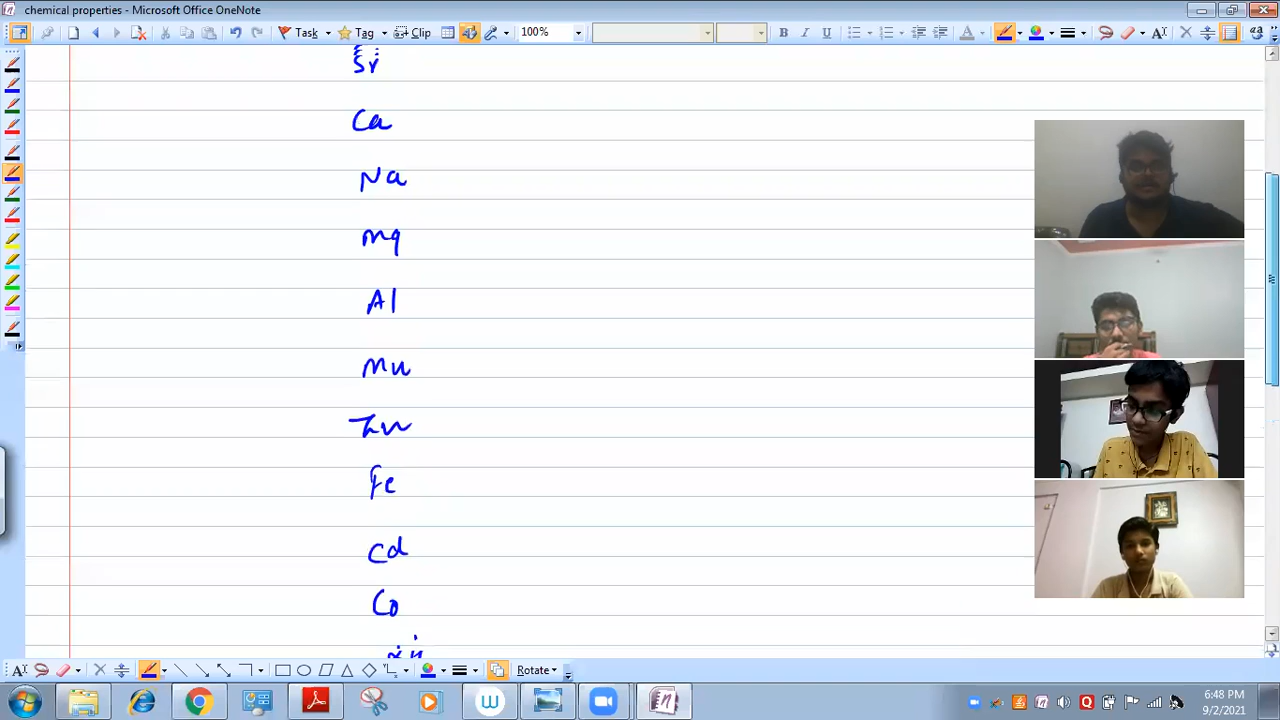 chemical properties - Microsoft Office OneNote
Task Tag Clip 100% B I U A
Sr
Ca
Na
Mg
Al
Mn
Zn
Fe
Cd
Co
Rotate
6:48 PM
9/2/2021